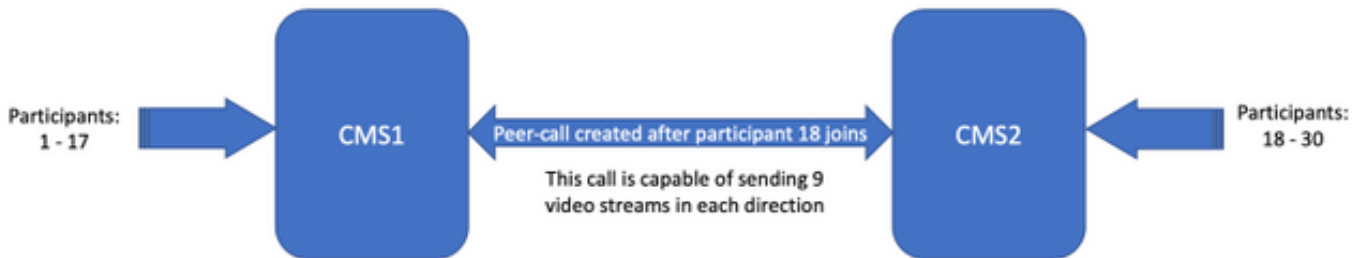 Participants:
1 - 17
CMS1
Peer-call created after participant 18 joins
This call is capable of sending 9
video streams in each direction
CMS2
Participants:
18 - 30